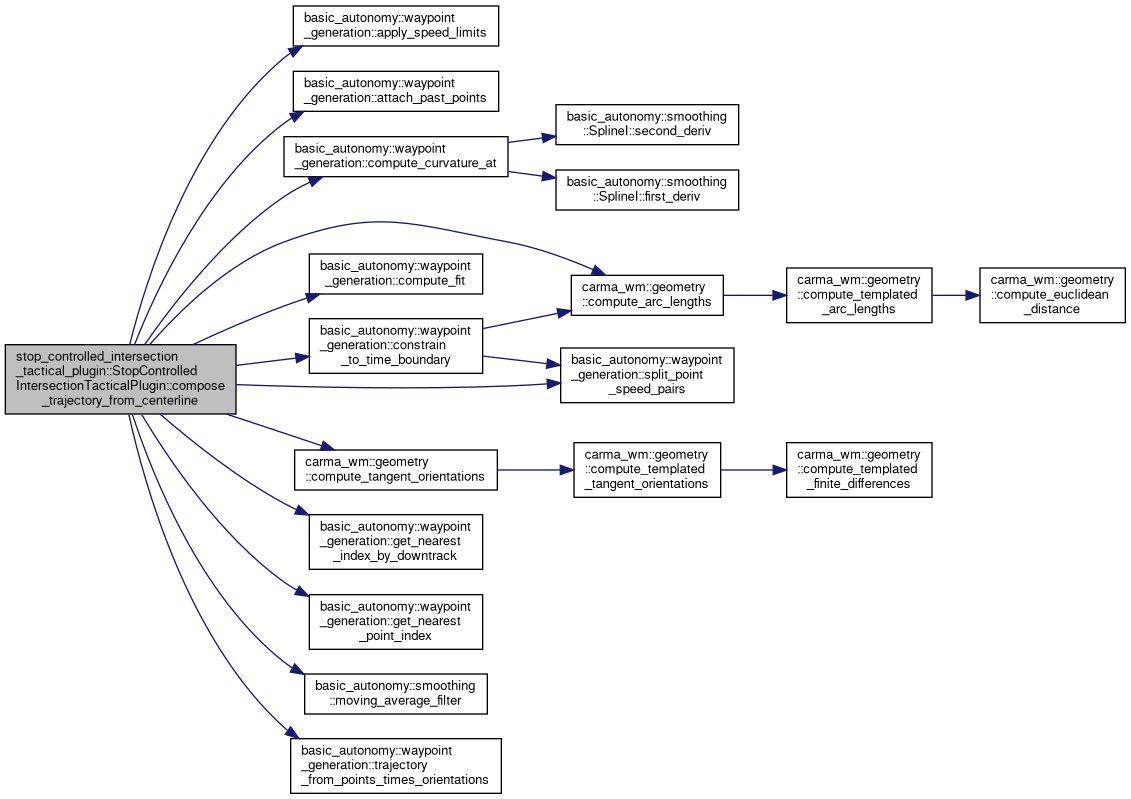 stop_controlled_intersection
_tactical_plugin::StopControlled
IntersectionTacticalPlugin::compose
_trajectory_from_centerline
basic_autonomy::waypoint
_generation::apply_speed_limits
basic_autonomy::waypoint
_generation::attach_past_points
basic_autonomy::waypoint
_generation::compute_curvature_at
basic_autonomy::smoothing
::SplineI::second_deriv
basic_autonomy::smoothing
::SplineI::first_deriv
basic_autonomy::waypoint
_generation::compute_fit
basic_autonomy::waypoint
_generation::constrain
_to_time_boundary
carma_wm::geometry
::compute_arc_lengths
carma_wm::geometry
::compute_templated
_arc_lengths
carma_wm::geometry
::compute_euclidean
_distance
basic_autonomy::waypoint
_generation::split_point
_speed_pairs
carma_wm::geometry
::compute_tangent_orientations
carma_wm::geometry
::compute_templated
_tangent_orientations
carma_wm::geometry
::compute_templated
_finite_differences
basic_autonomy::waypoint
_generation::get_nearest
_index_by_downtrack
basic_autonomy::waypoint
_generation::get_nearest
_point_index
basic_autonomy::smoothing
::moving_average_filter
basic_autonomy::waypoint
_generation::trajectory
_from_points_times_orientations